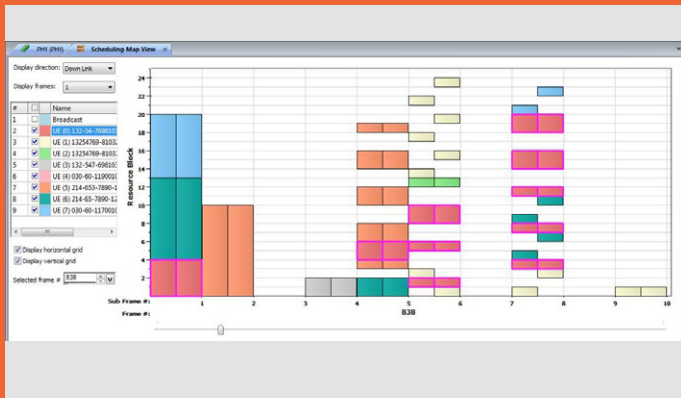 PHX (PHY) Scheduling Map View
Display direction: Down Link
Display frames: 1
# Name
1 Broadcast
2 UE (0) 132-54-7698103
3 UE (1) 13254769-81032
4 UE (2) 13254769-81032
5 UE (3) 132-547-698103
6 UE (4) 030-60-1190010
7 UE (5) 214-653-7890-1
8 UE (6) 214-65-7890-12
9 UE (7) 030-60-1170010
Display horizontal grid
Display vertical grid
Selected frame # 838
Resource Block
24
22
20
18
16
14
12
10
8
6
4
2
Sub Frame #: 1 2 3 4 5 6 7 8 9 10
Frame #: 838